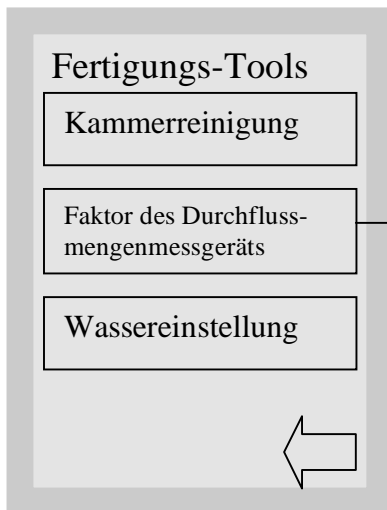 Fertigungs-Tools
Kammerreinigung
Faktor des Durchfluss-
mengenmessgeräts
Wassereinstellung